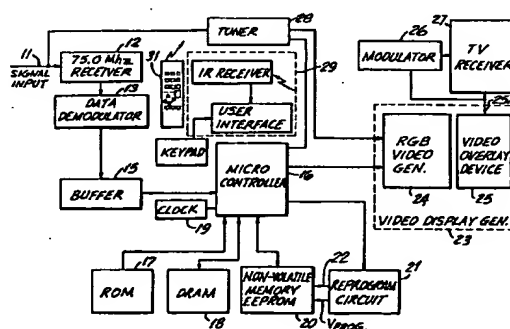 11
SIGNAL
INPUT
12
75.0 Mhz
RECEIVER
13
DATA
DEMODULATOR
15
BUFFER
CLOCK
19
ROM
17
DRAM
18
31
TUNER
28
IR RECEIVER
29
USER
INTERFACE
KEYPAD
MICRO
CONTROLLER
16
NON-VOLATILE
MEMORY
EEPROM
20
22
VPROG.
REPROGRAM
CIRCUIT
21
26
MODULATOR
27
TV
RECEIVER
25
RGB
VIDEO
GEN.
24
VIDEO
OVERLAY
DEVICE
25
VIDEO DISPLAY GEN.
23